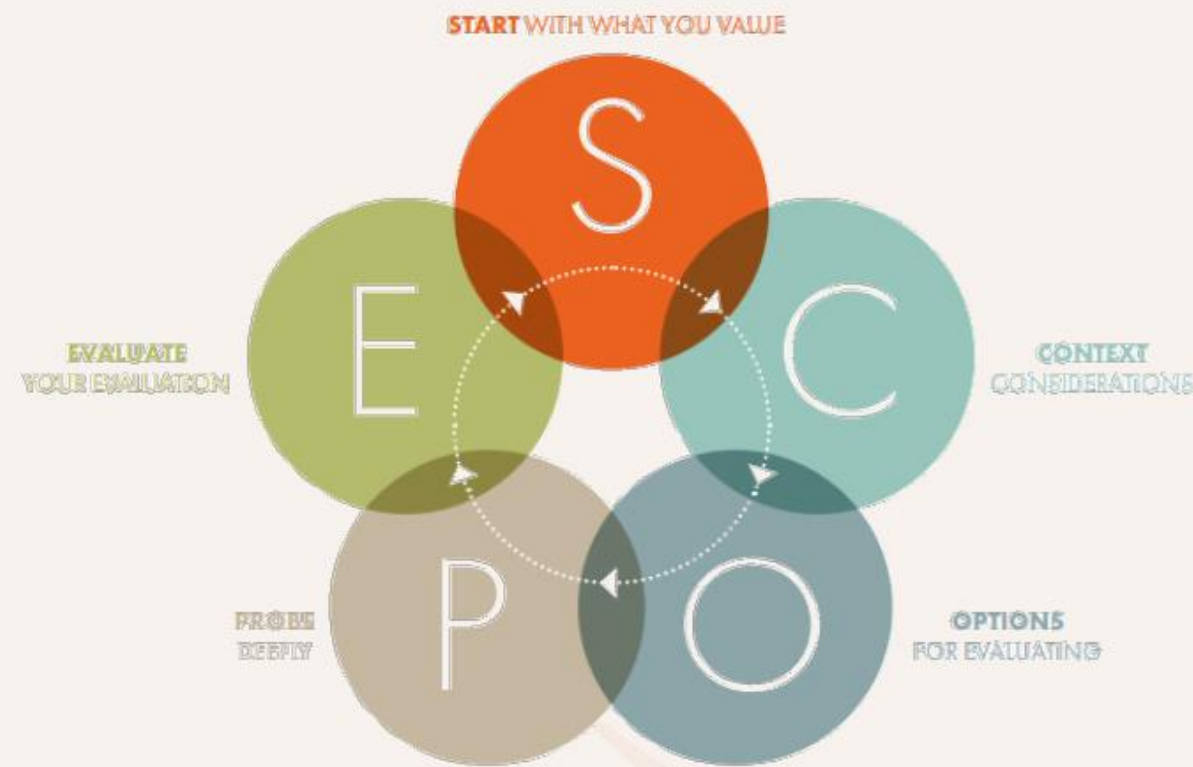 START WITH WHAT YOU VALUE
S
C
CONTEXT
CONSIDERATIONS
O
OPTIONS
FOR EVALUATING
P
PROBE
DEEPLY
E
EVALUATE
YOUR EVALUATION